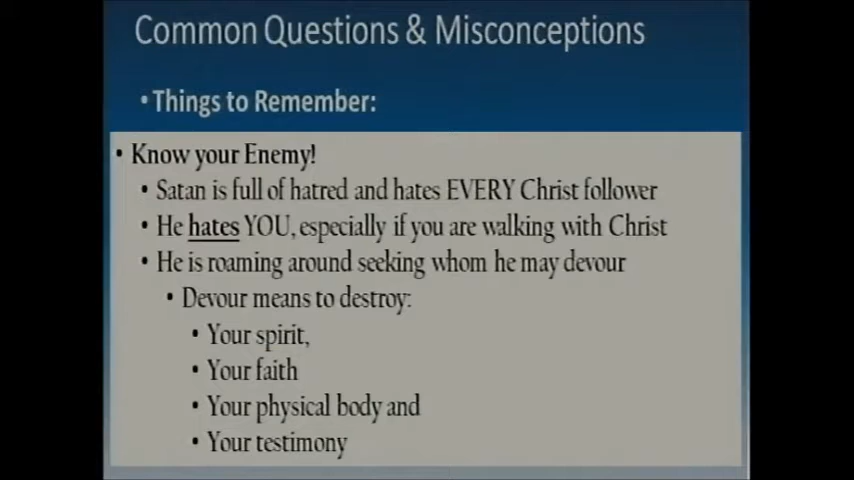 Common Questions & Misconceptions
• Things to Remember:
• Know your Enemy!
• Satan is full of hatred and hates EVERY Christ follower
• He hates YOU, especially if you are walking with Christ
• He is roaming around seeking whom he may devour
• Devour means to destroy:
• Your spirit,
• Your faith
• Your physical body and
• Your testimony